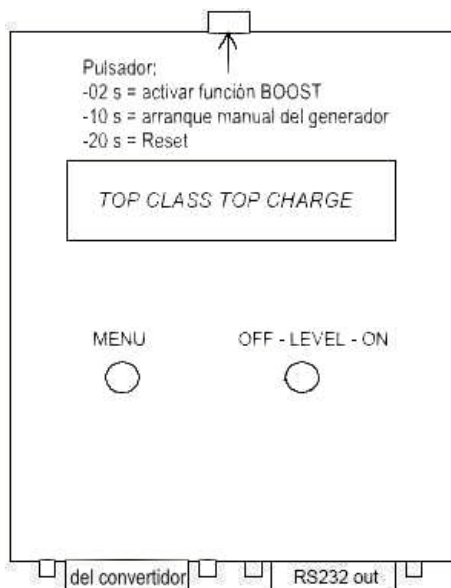 Pulsador:
-02 s = activar función BOOST
-10 s = arranque manual del generador
-20 s = Reset
TOP CLASS TOP CHARGE
MENU OFF - LEVEL - ON
del convertidor RS232 out